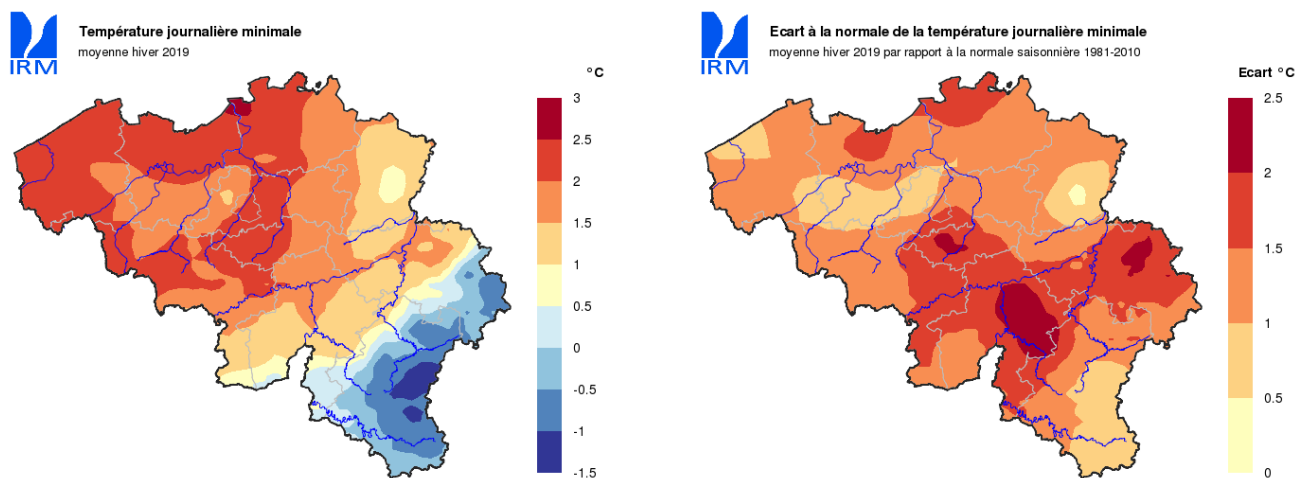 IRM
Température journalière minimale
moyenne hiver 2019
°C
3
2.5
2
1.5
1
0.5
0
-0.5
-1
-1.5
IRM
Ecart à la normale de la température journalière minimale
moyenne hiver 2019 par rapport à la normale saisonnière 1981-2010
Ecart °C
2.5
2
1.5
1
0.5
0